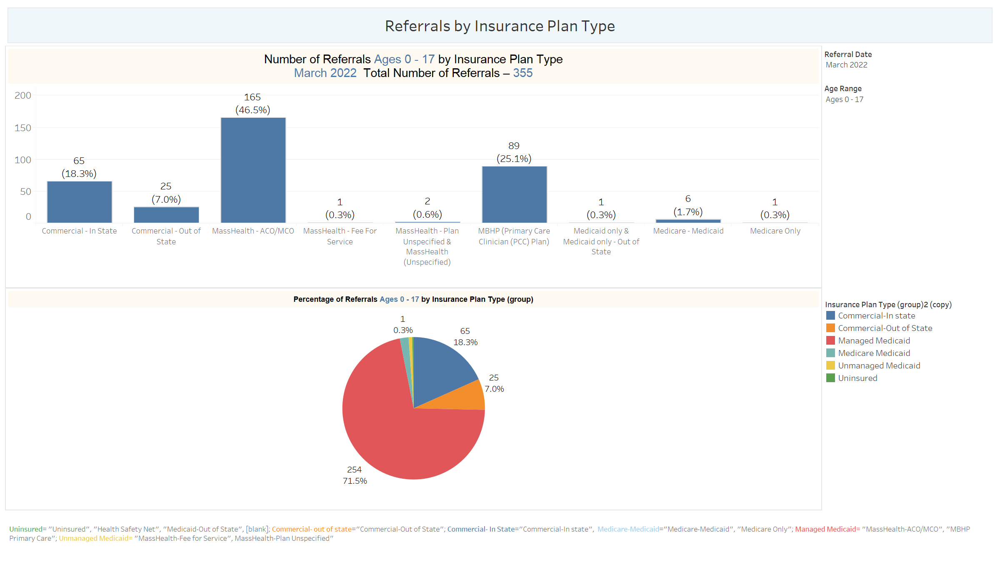 Referrals by Insurance Plan Type
Number of Referrals Ages 0 - 17 by Insurance Plan Type
March 2022 Total Number of Referrals – 355
Referral Date
March 2022
Age Range
Ages 0 - 17
200
150
100
50
0
65
(18.3%)
25
(7.0%)
165
(46.5%)
1
(0.3%)
2
(0.6%)
89
(25.1%)
1
(0.3%)
6
(1.7%)
1
(0.3%)
Commercial - In State
Commercial - Out of
State
MassHealth - ACO/MCO
MassHealth - Fee For
Service
MassHealth - Plan
Unspecified &
MassHealth
(Unspecified)
MBHP (Primary Care
Clinician (PCC) Plan)
Medicaid only &
Medicaid only - Out of
State
Medicare - Medicaid
Medicare Only
Percentage of Referrals Ages 0 - 17 by Insurance Plan Type (group)
1
0.3%
65
18.3%
25
7.0%
254
71.5%
Insurance Plan Type (group)2 (copy)
Commercial-In state
Commercial-Out of State
Managed Medicaid
Medicare Medicaid
Unmanaged Medicaid
Uninsured
Uninsured= "Uninsured", "Health Safety Net", "Medicaid-Out of State", [blank]; Commercial- out of state="Commercial-Out of State"; Commercial- In State="Commercial-In state", Medicare-Medicaid="Medicare-Medicaid", "Medicare Only"; Managed Medicaid= "MassHealth-ACO/MCO", "MBHP
Primary Care"; Unmanaged Medicaid= "MassHealth-Fee for Service", MassHealth-Plan Unspecified"